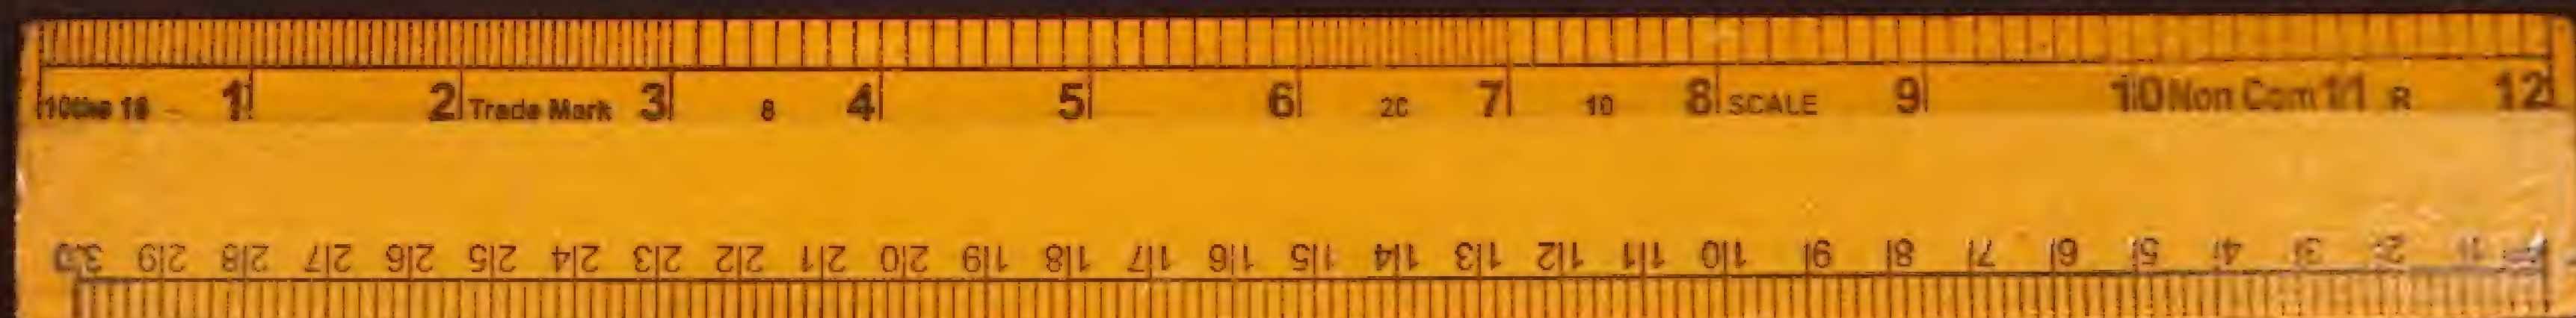 10ths 16 1 2 Trade Mark 3 8 4 5 6 20 7 10 8 SCALE 9 10 Non Com 11 R 12
30 29 28 27 26 25 24 23 22 21 20 19 18 17 16 15 14 13 12 11 10 9 8 7 6 5 4 3 2 1